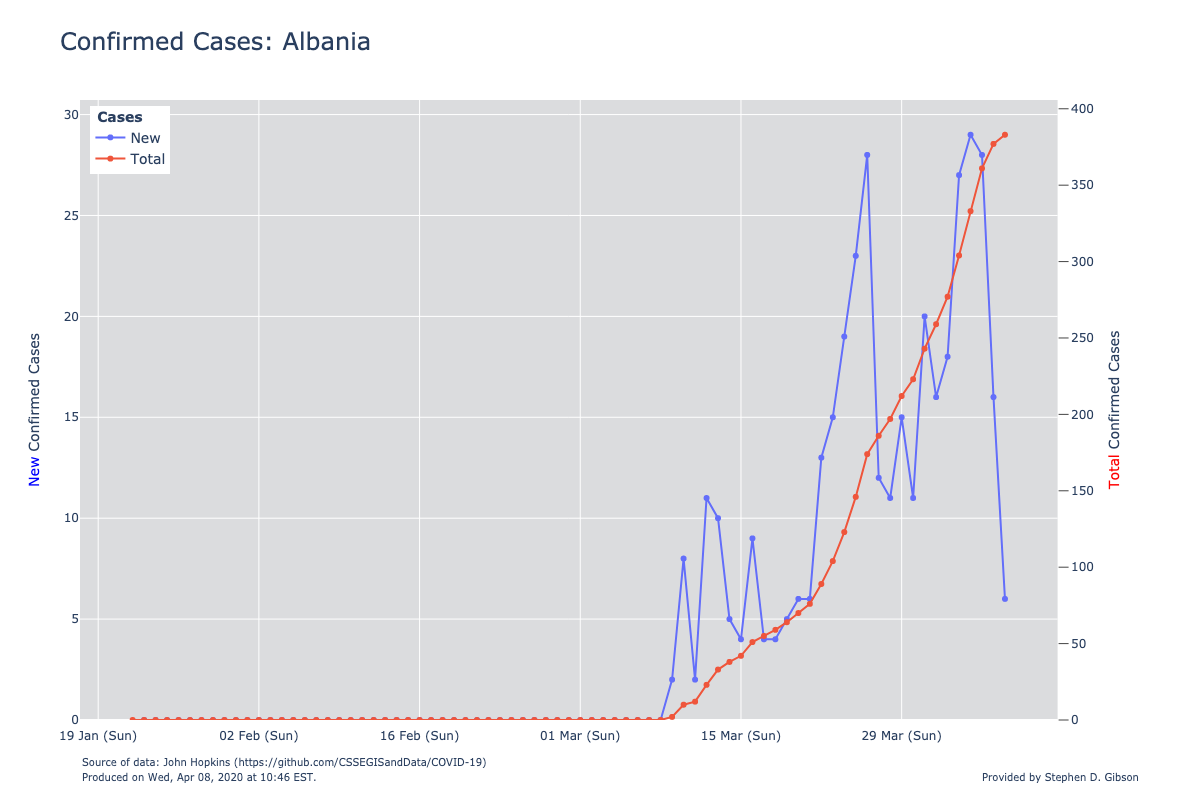 Confirmed Cases: Albania
Cases
New
Total
30
25
20
15
10
5
0
400
350
300
250
200
150
100
50
0
New Confirmed Cases
Total Confirmed Cases
19 Jan (Sun)
02 Feb (Sun)
16 Feb (Sun)
01 Mar (Sun)
15 Mar (Sun)
29 Mar (Sun)
Source of data: John Hopkins (https://github.com/CSSEGISandData/COVID-19)
Produced on Wed, Apr 08, 2020 at 10:46 EST.
Provided by Stephen D. Gibson